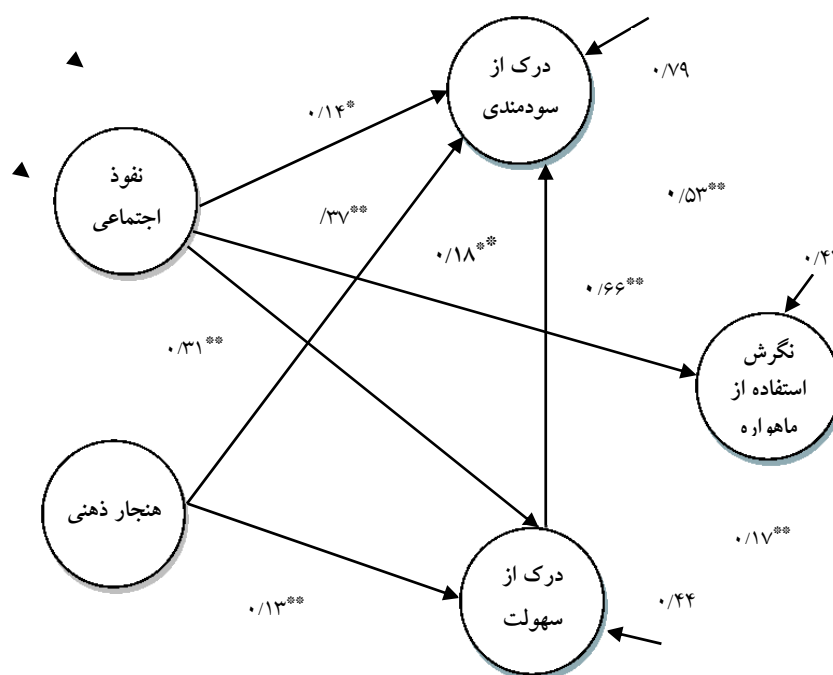 درک از
سودمندی
۰/۷۹
۰/۱۴*
نفوذ
اجتماعی
/۳۷**
۰/۱۸**
۰/۵۳**
۰/۶۶**
۰/۳۱**
نگرش
استفاده از
ماهواره
هنجار ذهنی
۰/۱۷**
درک از
سهولت
۰/۱۳**
۰/۴۴